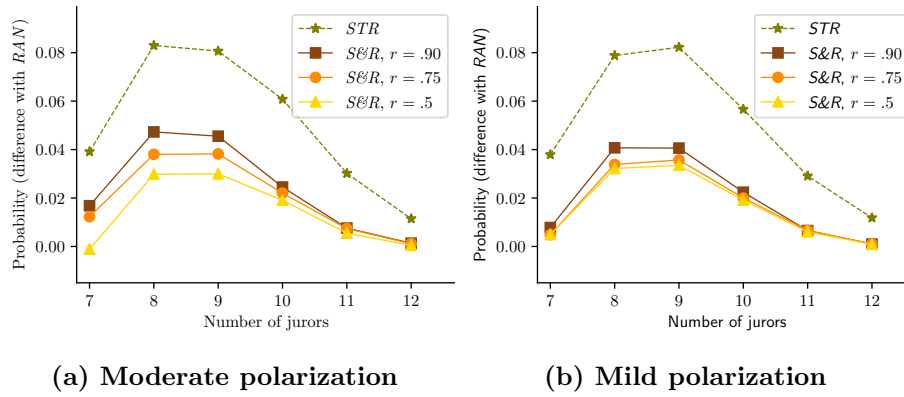 Probability (difference with RAN)
0.08
0.06
0.04
0.02
0.00
STR
S&R, r = .90
S&R, r = .75
S&R, r = .5
7 8 9 10 11 12
Number of jurors
(a) Moderate polarization
Probability (difference with RAN)
0.08
0.06
0.04
0.02
0.00
STR
S&R, r = .90
S&R, r = .75
S&R, r = .5
7 8 9 10 11 12
Number of jurors
(b) Mild polarization